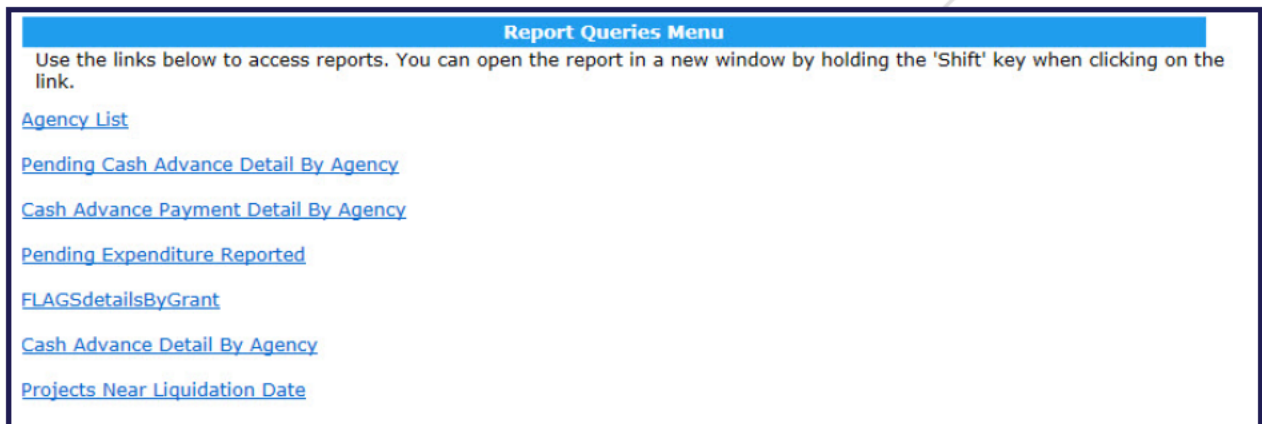 Report Queries Menu
Use the links below to access reports. You can open the report in a new window by holding the 'Shift' key when clicking on the
link.
Agency List
Pending Cash Advance Detail By Agency
Cash Advance Payment Detail By Agency
Pending Expenditure Reported
FLAGSdetailsByGrant
Cash Advance Detail By Agency
Projects Near Liquidation Date